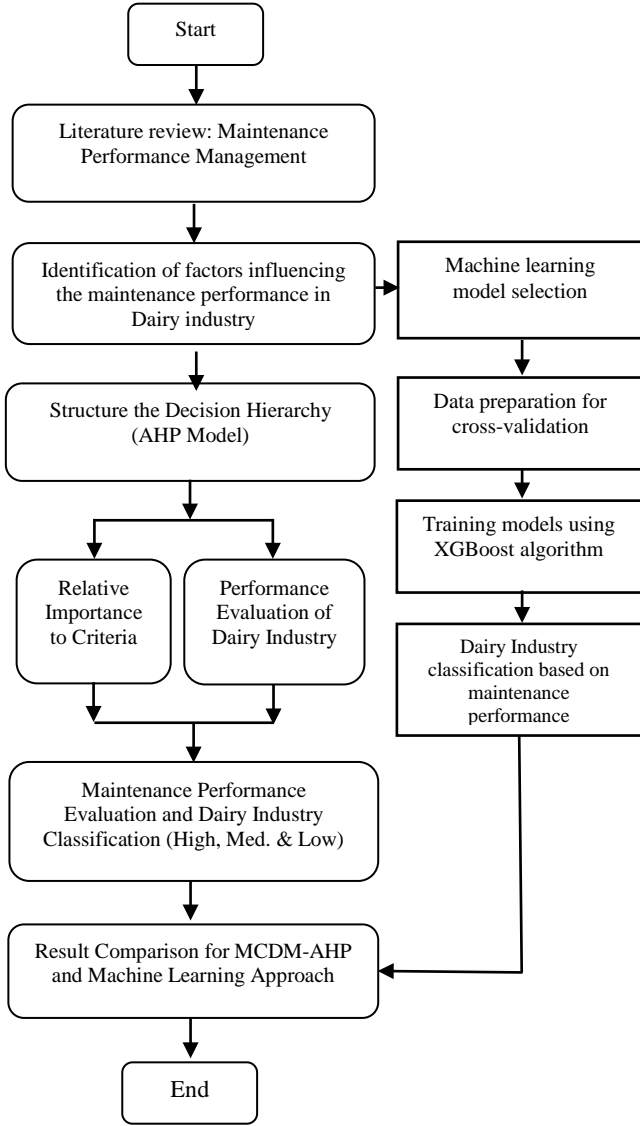 Start
Literature review: Maintenance
Performance Management
Identification of factors influencing
the maintenance performance in
Dairy industry
Machine learning
model selection
Structure the Decision Hierarchy
(AHP Model)
Data preparation for
cross-validation
Training models using
XGBoost algorithm
Relative
Importance
to Criteria
Performance
Evaluation of
Dairy Industry
Dairy Industry
classification based on
maintenance
performance
Maintenance Performance
Evaluation and Dairy Industry
Classification (High, Med. & Low)
Result Comparison for MCDM-AHP
and Machine Learning Approach
End